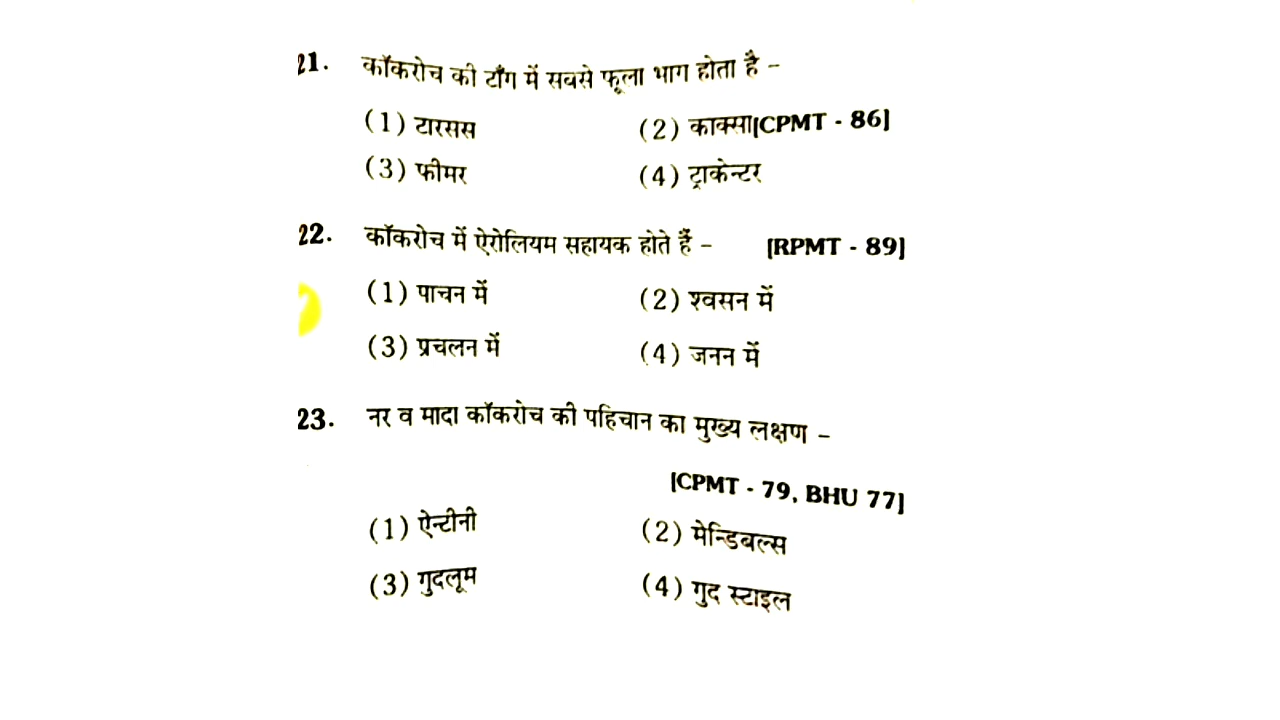 21. कॉकरोच की टाँग में सबसे फूला भाग होता है -
(1) टारसस (2) काक्सा[CPMT - 86]
(3) फीमर (4) ट्राकेन्टर
22. कॉकरोच में ऐरोलियम सहायक होते हैं - [RPMT - 89]
(1) पाचन में (2) श्वसन में
(3) प्रचलन में (4) जनन में
23. नर व मादा कॉकरोच की पहिचान का मुख्य लक्षण -
[CPMT - 79, BHU 77]
(1) ऐन्टीनी (2) मेन्डिबल्स
(3) गुदलूम (4) गुद स्टाइल